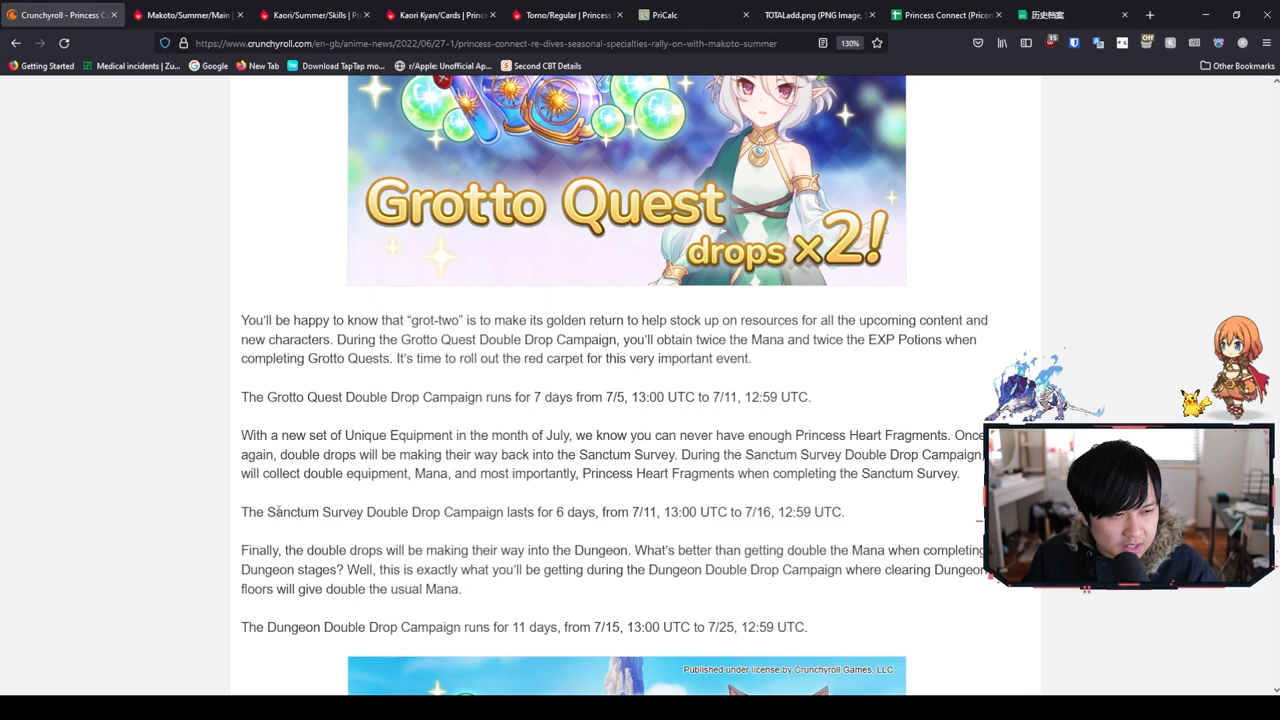 Crunchyroll - Princess C
Makoto/Summer/Main |
Kaori/Summer/Skills | Pr
Kaori Kyan/Cards | Prince
Tomo/Regular | Princess
PriCalc
TOTALadd.png (PNG Image,
Princess Connect (Pricon
历史档案
https://www.crunchyroll.com/en-gb/anime-news/2022/06/27-1/princess-connect-re-dives-seasonal-specialties-rally-on-with-makoto-summer
130%
15
Off
Getting Started
Medical incidents | Zu...
Google
New Tab
Download TapTap mo...
r/Apple: Unofficial Ap...
Second CBT Details
Other Bookmarks
Grotto Quest
drops ×2!
You'll be happy to know that “grot-two” is to make its golden return to help stock up on resources for all the upcoming content and
new characters. During the Grotto Quest Double Drop Campaign, you'll obtain twice the Mana and twice the EXP Potions when
completing Grotto Quests. It's time to roll out the red carpet for this very important event.
The Grotto Quest Double Drop Campaign runs for 7 days from 7/5, 13:00 UTC to 7/11, 12:59 UTC.
With a new set of Unique Equipment in the month of July, we know you can never have enough Princess Heart Fragments. Once
again, double drops will be making their way back into the Sanctum Survey. During the Sanctum Survey Double Drop Campaign,
will collect double equipment, Mana, and most importantly, Princess Heart Fragments when completing the Sanctum Survey.
The Sanctum Survey Double Drop Campaign lasts for 6 days, from 7/11, 13:00 UTC to 7/16, 12:59 UTC.
Finally, the double drops will be making their way into the Dungeon. What's better than getting double the Mana when completing
Dungeon stages? Well, this is exactly what you'll be getting during the Dungeon Double Drop Campaign where clearing Dungeon
floors will give double the usual Mana.
The Dungeon Double Drop Campaign runs for 11 days, from 7/15, 13:00 UTC to 7/25, 12:59 UTC.
Published under license by Crunchyroll Games, LLC